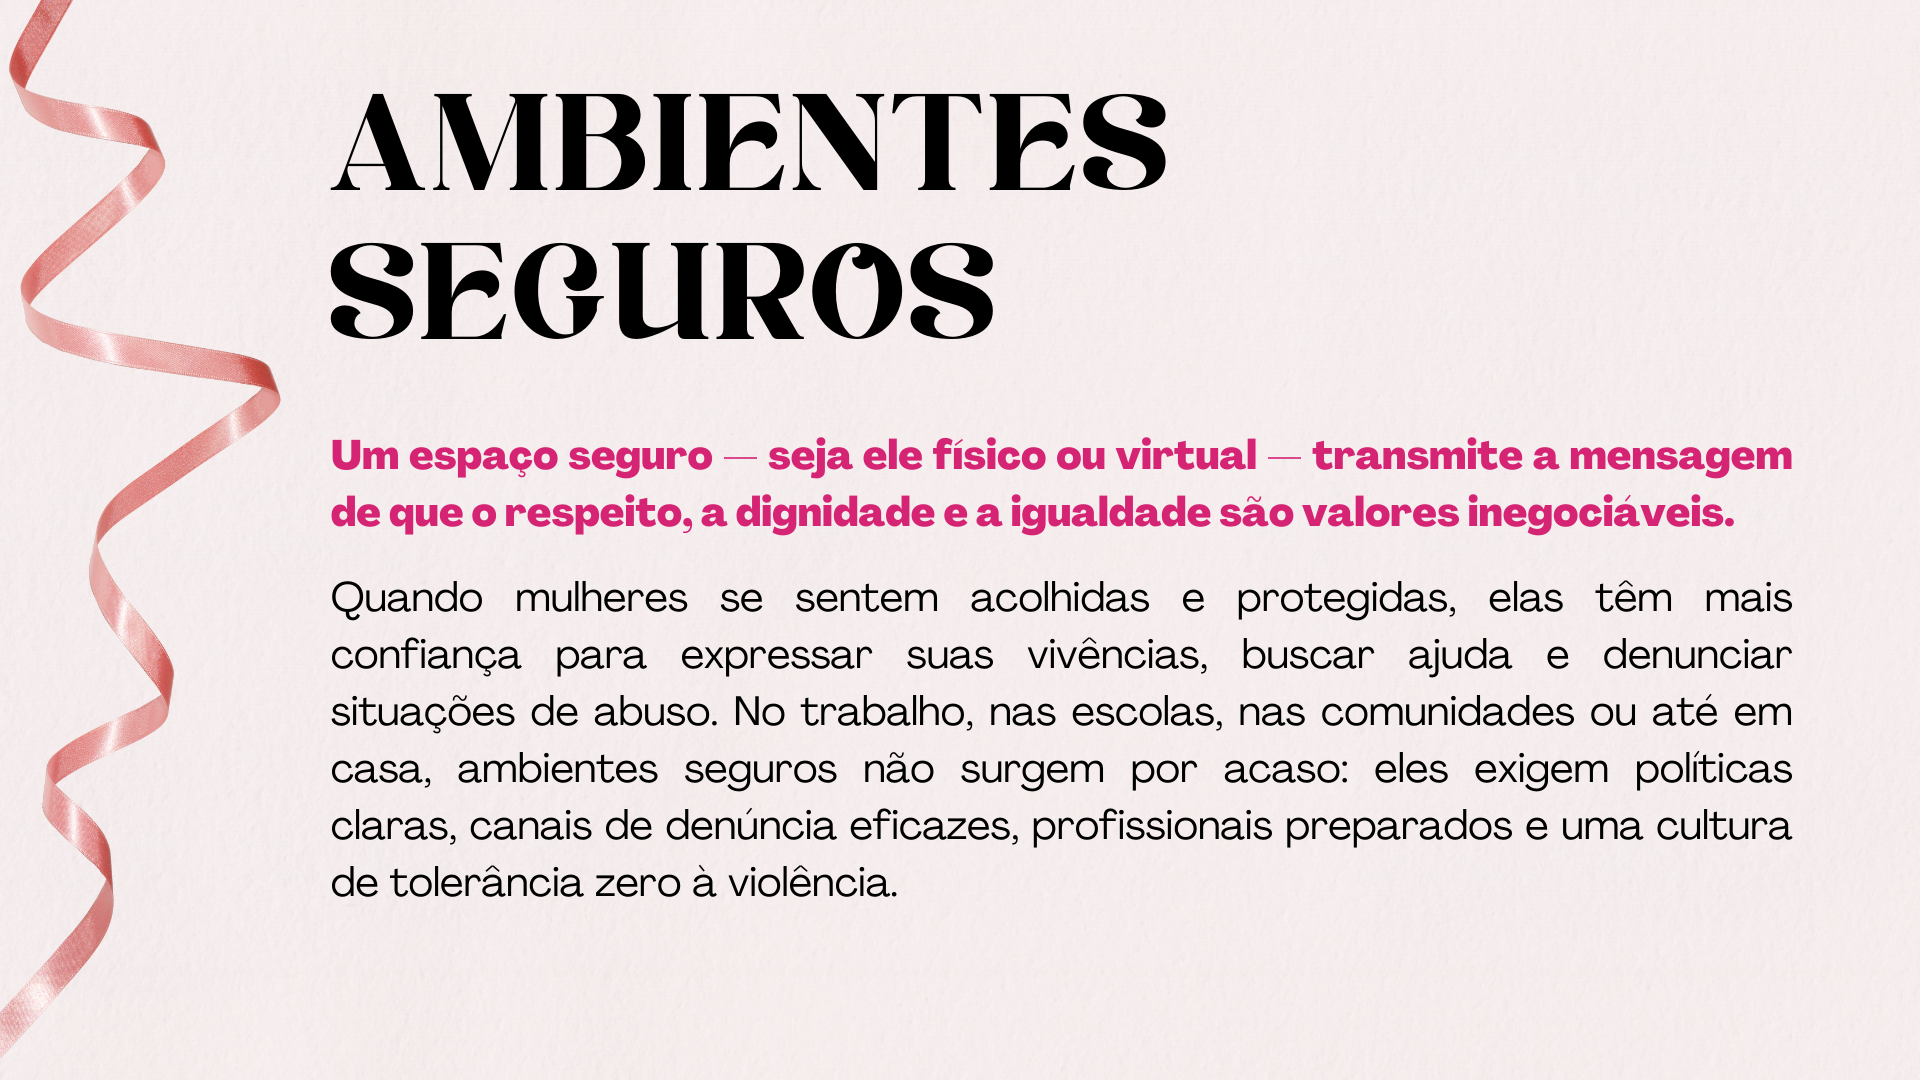 AMBIENTES
SEGUROS
Um espaço seguro — seja ele físico ou virtual — transmite a mensagem
de que o respeito, a dignidade e a igualdade são valores inegociáveis.
Quando mulheres se sentem acolhidas e protegidas, elas têm mais
confiança para expressar suas vivências, buscar ajuda e denunciar
situações de abuso. No trabalho, nas escolas, nas comunidades ou até em
casa, ambientes seguros não surgem por acaso: eles exigem políticas
claras, canais de denúncia eficazes, profissionais preparados e uma cultura
de tolerância zero à violência.